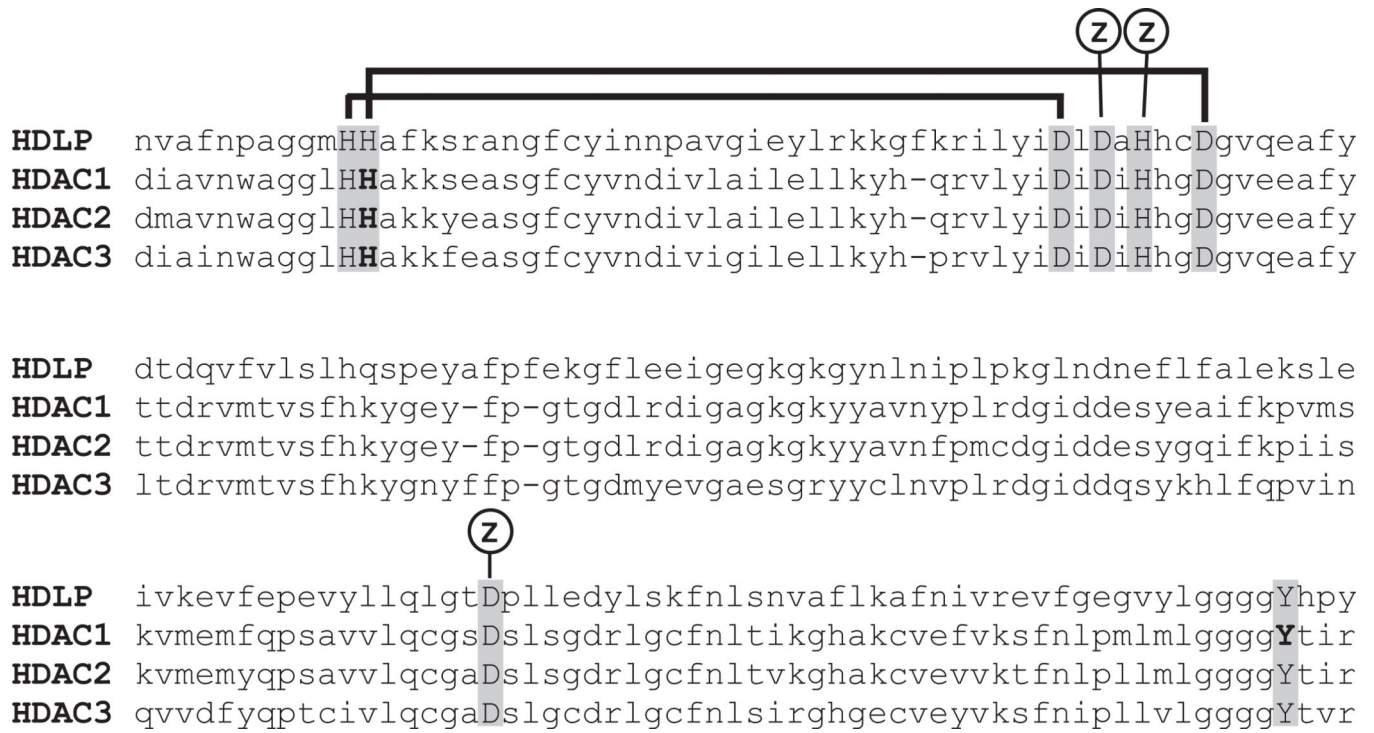 Z Z
HDLP nvafnpaggmHHafksrangfcyinnpavgieylrkkgfkrilyiDlDaHhcDgvqeafy
HDAC1 diavnwagglHHakkseasgfcyvndivlailellkyh-qrvlyiDiDiHhgDgveeafy
HDAC2 dmavnwagglHHakkyeasgfcyvndivlailellkyh-qrvlyiDiDiHhgDgveeafy
HDAC3 diainwagglHHakkfeasgfcyvndivigilellkyh-prvlyiDiDiHhgDgvqeafy
HDLP dtdqvfvlslhqspeyafpfekgfleeigegkgkgynlniplpkglndneflfaleksle
HDAC1 ttdrvmtvsfhkygey-fp-gtgdlrdigagkgkyyavnyplrdgiddesyeaifkpvms
HDAC2 ttdrvmtvsfhkygey-fp-gtgdlrdigagkgkyyavnfpmcdgiddesygqifkpiis
HDAC3 ltdrvmtvsfhkygnyffp-gtgdmyevgaesgryyclnvplrdgiddqsykhlfqpvin
Z
HDLP ivkevfepevyllqlgtDplledylskfnlsnvaflkafnivrevfgegvylggggYhpy
HDAC1 kvmemfqpsavvlqcgsDslsgdrlgcfnltikghakcvefvksfnlpmlmlggggYtir
HDAC2 kvmemyqpsavvlqcgaDslsgdrlgcfnltvkghakcvevvktfnlpllmlggggYtir
HDAC3 qvvdfyqptcivlqcgaDslgcdrlgcfnlsirghgecveyvksfnipllvlggggYtvr